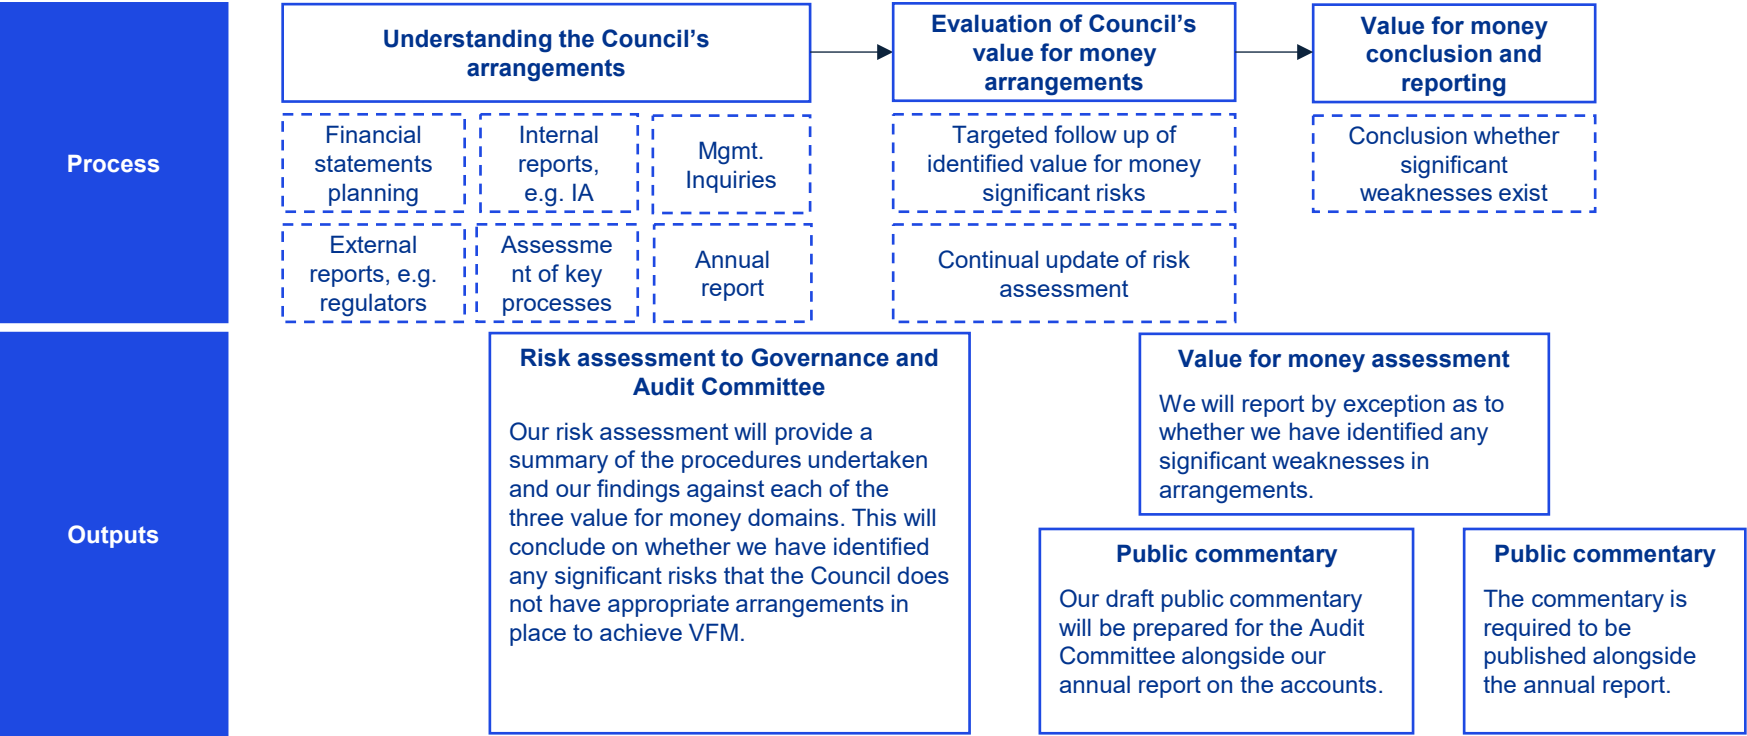 Process
Understanding the Council’s
arrangements
Evaluation of Council’s
value for money
arrangements
Value for money
conclusion and
reporting
Financial
statements
planning
Internal
reports,
e.g. IA
Mgmt.
Inquiries
External
reports, e.g.
regulators
Assessme
nt of key
processes
Annual
report
Targeted follow up of
identified value for money
significant risks
Continual update of risk
assessment
Conclusion whether
significant
weaknesses exist
Outputs
Risk assessment to Governance and
Audit Committee
Our risk assessment will provide a
summary of the procedures undertaken
and our findings against each of the
three value for money domains. This will
conclude on whether we have identified
any significant risks that the Council does
not have appropriate arrangements in
place to achieve VFM.
Value for money assessment
We will report by exception as to
whether we have identified any
significant weaknesses in
arrangements.
Public commentary
Our draft public commentary
will be prepared for the Audit
Committee alongside our
annual report on the accounts.
Public commentary
The commentary is
required to be
published alongside
the annual report.